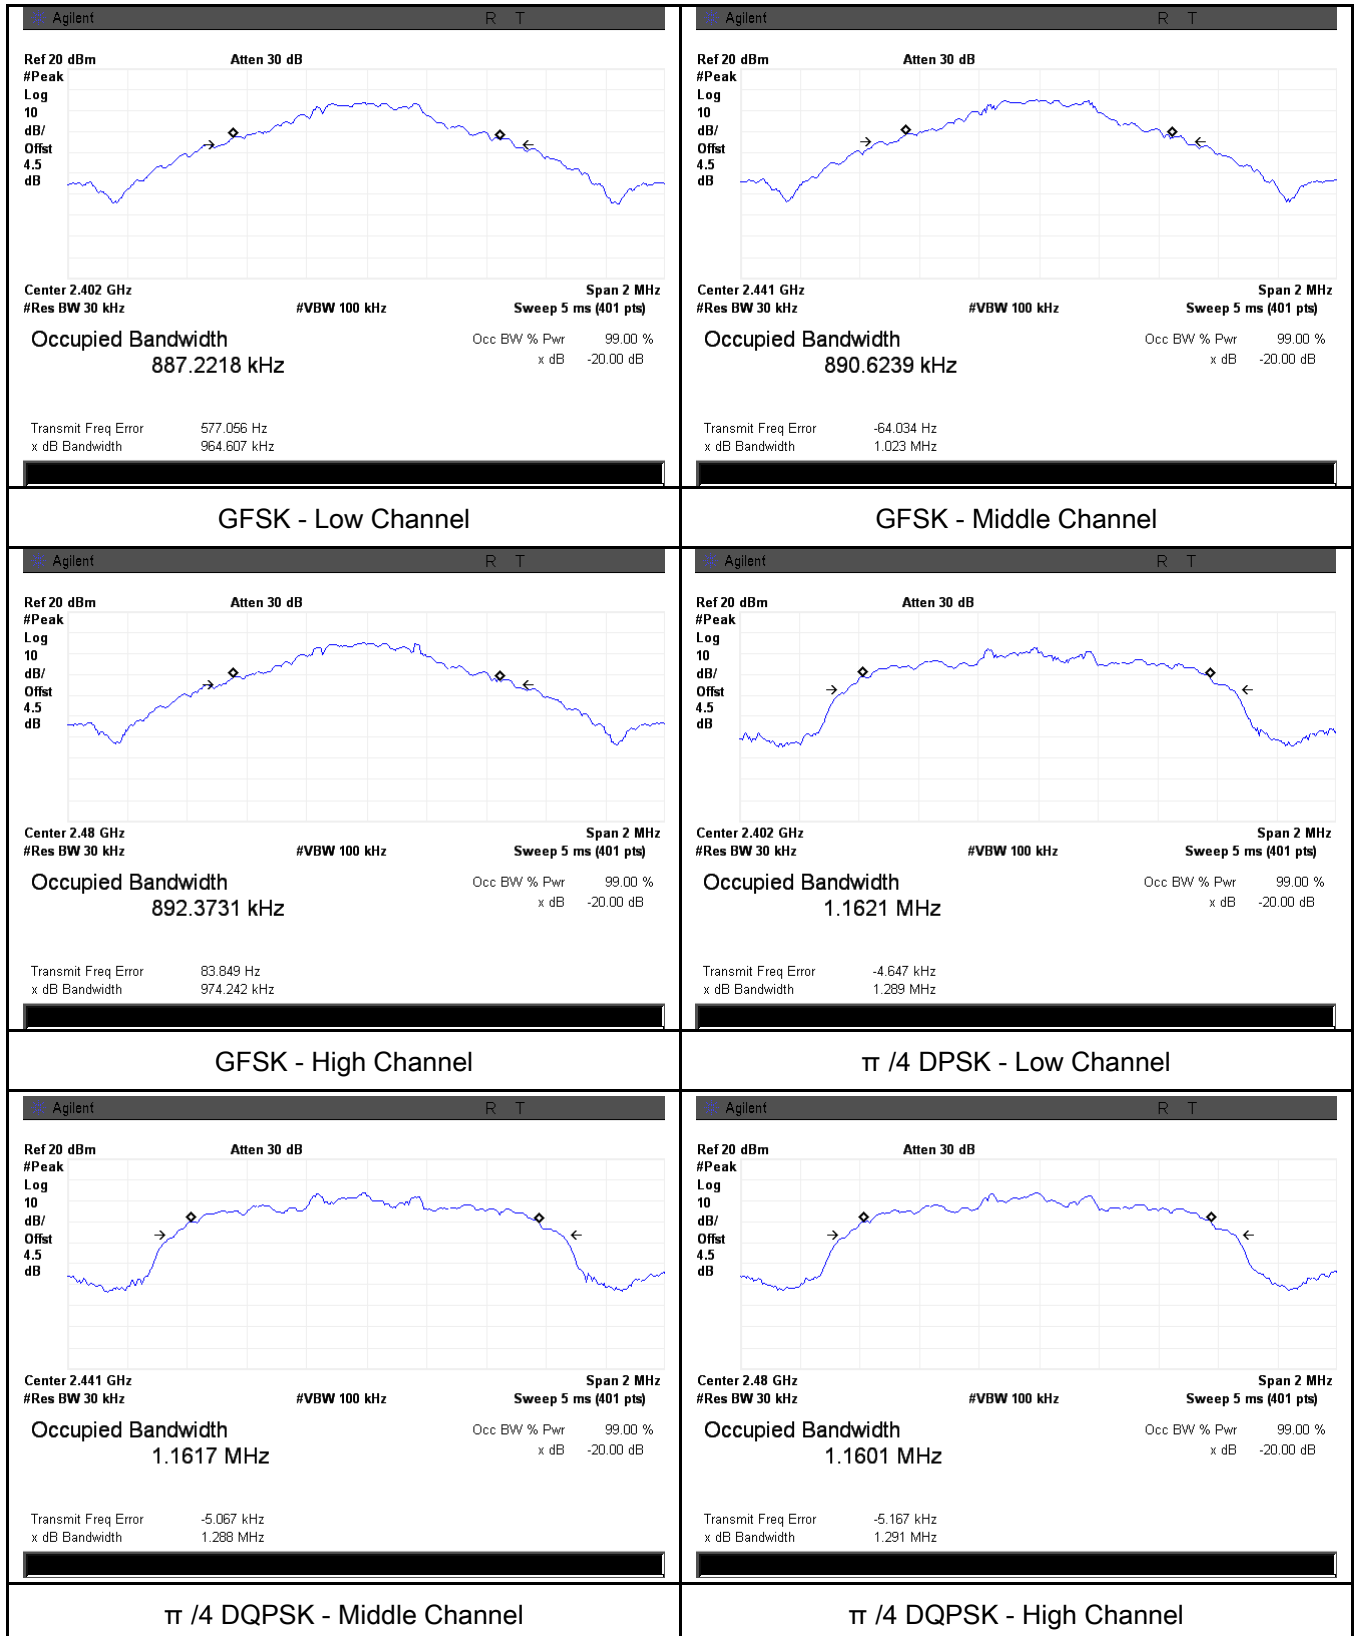 Agilent R T
Ref 20 dBm Atten 30 dB
#Peak
Log
10
dB/
Offst
4.5
dB
Center 2.402 GHz Span 2 MHz
#Res BW 30 kHz #VBW 100 kHz Sweep 5 ms (401 pts)
Occupied Bandwidth Occ BW % Pwr 99.00 %
887.2218 kHz x dB -20.00 dB
Transmit Freq Error 577.056 Hz
x dB Bandwidth 964.607 kHz
GFSK - Low Channel
Agilent R T
Ref 20 dBm Atten 30 dB
#Peak
Log
10
dB/
Offst
4.5
dB
Center 2.441 GHz Span 2 MHz
#Res BW 30 kHz #VBW 100 kHz Sweep 5 ms (401 pts)
Occupied Bandwidth Occ BW % Pwr 99.00 %
890.6239 kHz x dB -20.00 dB
Transmit Freq Error -64.034 Hz
x dB Bandwidth 1.023 MHz
GFSK - Middle Channel
Agilent R T
Ref 20 dBm Atten 30 dB
#Peak
Log
10
dB/
Offst
4.5
dB
Center 2.48 GHz Span 2 MHz
#Res BW 30 kHz #VBW 100 kHz Sweep 5 ms (401 pts)
Occupied Bandwidth Occ BW % Pwr 99.00 %
892.3731 kHz x dB -20.00 dB
Transmit Freq Error 83.849 Hz
x dB Bandwidth 974.242 kHz
GFSK - High Channel
Agilent R T
Ref 20 dBm Atten 30 dB
#Peak
Log
10
dB/
Offst
4.5
dB
Center 2.402 GHz Span 2 MHz
#Res BW 30 kHz #VBW 100 kHz Sweep 5 ms (401 pts)
Occupied Bandwidth Occ BW % Pwr 99.00 %
1.1621 MHz x dB -20.00 dB
Transmit Freq Error -4.647 kHz
x dB Bandwidth 1.289 MHz
π /4 DPSK - Low Channel
Agilent R T
Ref 20 dBm Atten 30 dB
#Peak
Log
10
dB/
Offst
4.5
dB
Center 2.441 GHz Span 2 MHz
#Res BW 30 kHz #VBW 100 kHz Sweep 5 ms (401 pts)
Occupied Bandwidth Occ BW % Pwr 99.00 %
1.1617 MHz x dB -20.00 dB
Transmit Freq Error -5.067 kHz
x dB Bandwidth 1.288 MHz
π /4 DQPSK - Middle Channel
Agilent R T
Ref 20 dBm Atten 30 dB
#Peak
Log
10
dB/
Offst
4.5
dB
Center 2.48 GHz Span 2 MHz
#Res BW 30 kHz #VBW 100 kHz Sweep 5 ms (401 pts)
Occupied Bandwidth Occ BW % Pwr 99.00 %
1.1601 MHz x dB -20.00 dB
Transmit Freq Error -5.167 kHz
x dB Bandwidth 1.291 MHz
π /4 DQPSK - High Channel